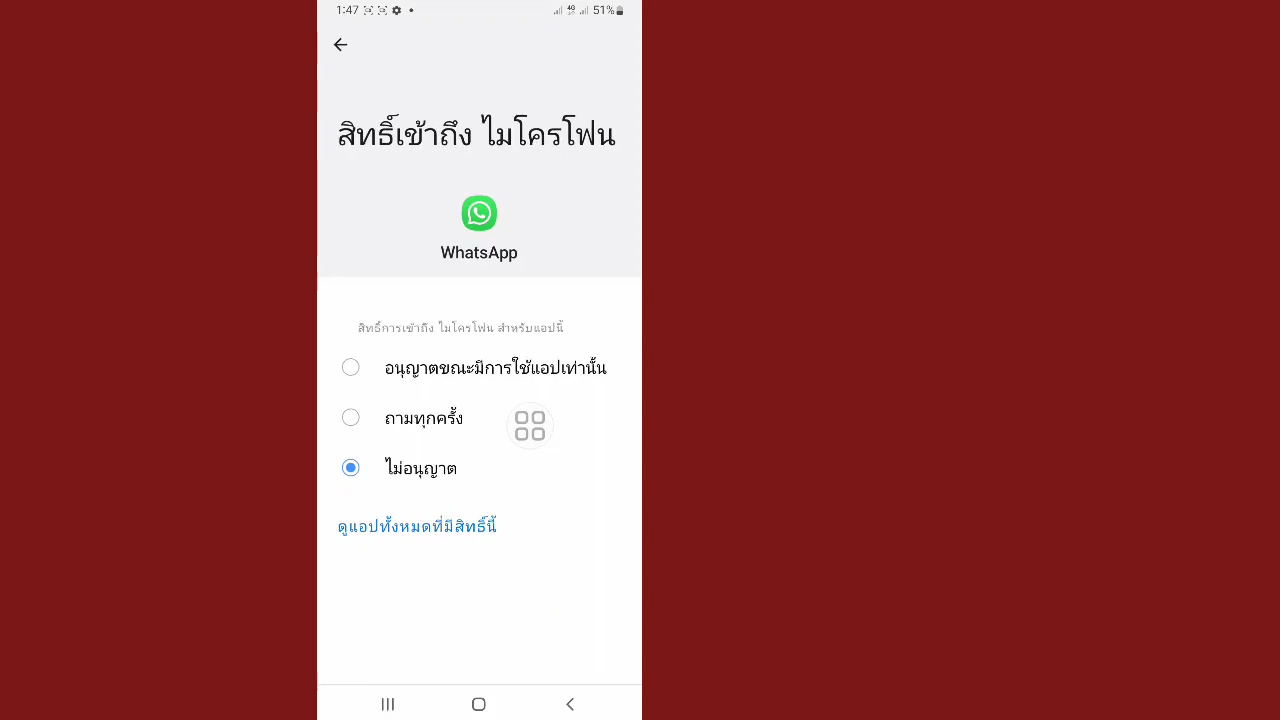 1:47 4G 51%
สิทธิ์เข้าถึง ไมโครโฟน
WhatsApp
สิทธิ์การเข้าถึง ไมโครโฟน สำหรับแอปนี้
อนุญาตขณะมีการใช้แอปเท่านั้น
ถามทุกครั้ง
ไม่อนุญาต
ดูแอปทั้งหมดที่มีสิทธิ์นี้